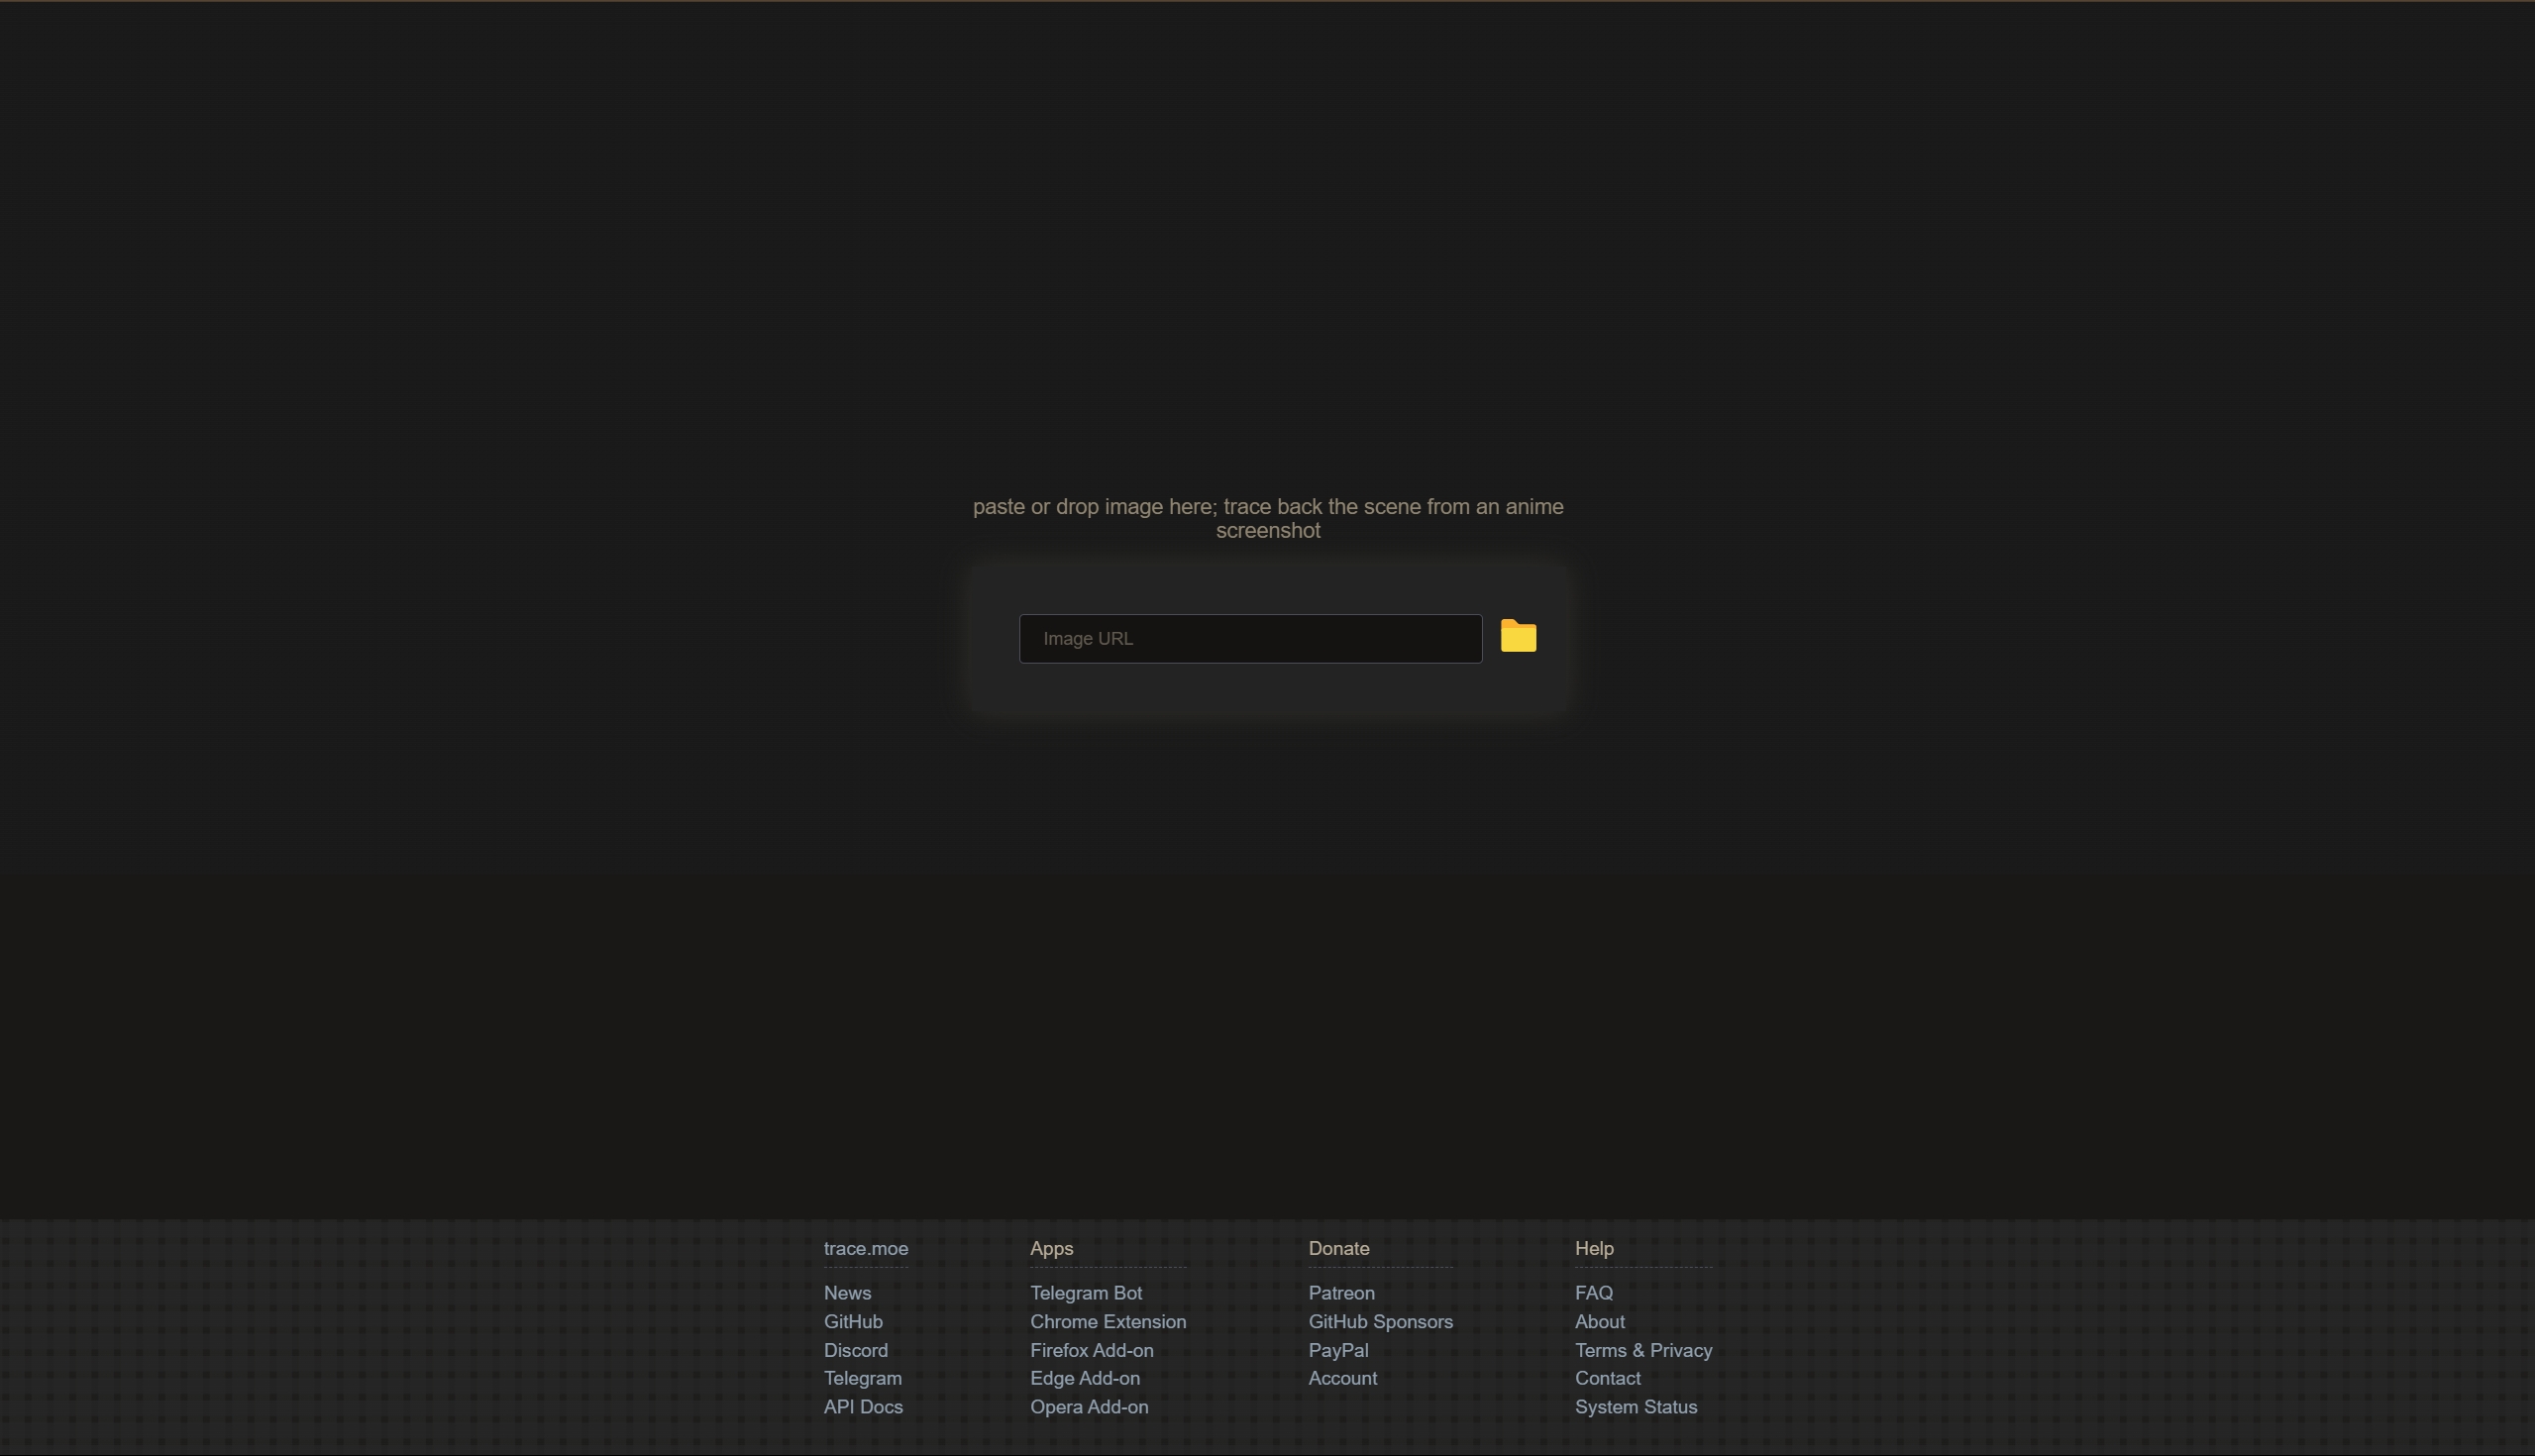 paste or drop image here; trace back the scene from an anime
screenshot
Image URL
trace.moe
News
GitHub
Discord
Telegram
API Docs
Apps
Telegram Bot
Chrome Extension
Firefox Add-on
Edge Add-on
Opera Add-on
Donate
Patreon
GitHub Sponsors
PayPal
Account
Help
FAQ
About
Terms & Privacy
Contact
System Status